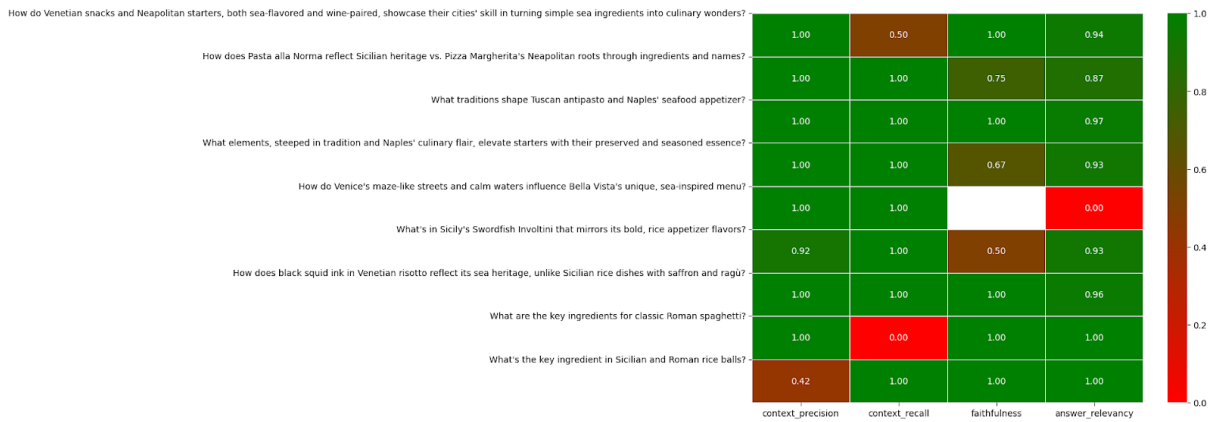 How do Venetian snacks and Neapolitan starters, both sea-flavored and wine-paired, showcase their cities' skill in turning simple sea ingredients into culinary wonders?
1.00 0.50 1.00 0.94
How does Pasta alla Norma reflect Sicilian heritage vs. Pizza Margherita's Neapolitan roots through ingredients and names?
1.00 1.00 0.75 0.87
What traditions shape Tuscan antipasto and Naples' seafood appetizer?
1.00 1.00 1.00 0.97
What elements, steeped in tradition and Naples' culinary flair, elevate starters with their preserved and seasoned essence?
1.00 1.00 0.67 0.93
How do Venice's maze-like streets and calm waters influence Bella Vista's unique, sea-inspired menu?
1.00 1.00 0.00
What's in Sicily's Swordfish Involtini that mirrors its bold, rice appetizer flavors?
0.92 1.00 0.50 0.93
How does black squid ink in Venetian risotto reflect its sea heritage, unlike Sicilian rice dishes with saffron and ragù?
1.00 1.00 1.00 0.96
What are the key ingredients for classic Roman spaghetti?
1.00 0.00 1.00 1.00
What's the key ingredient in Sicilian and Roman rice balls?
0.42 1.00 1.00 1.00
context_precision context_recall faithfulness answer_relevancy
1.0
0.8
0.6
0.4
0.2
0.0